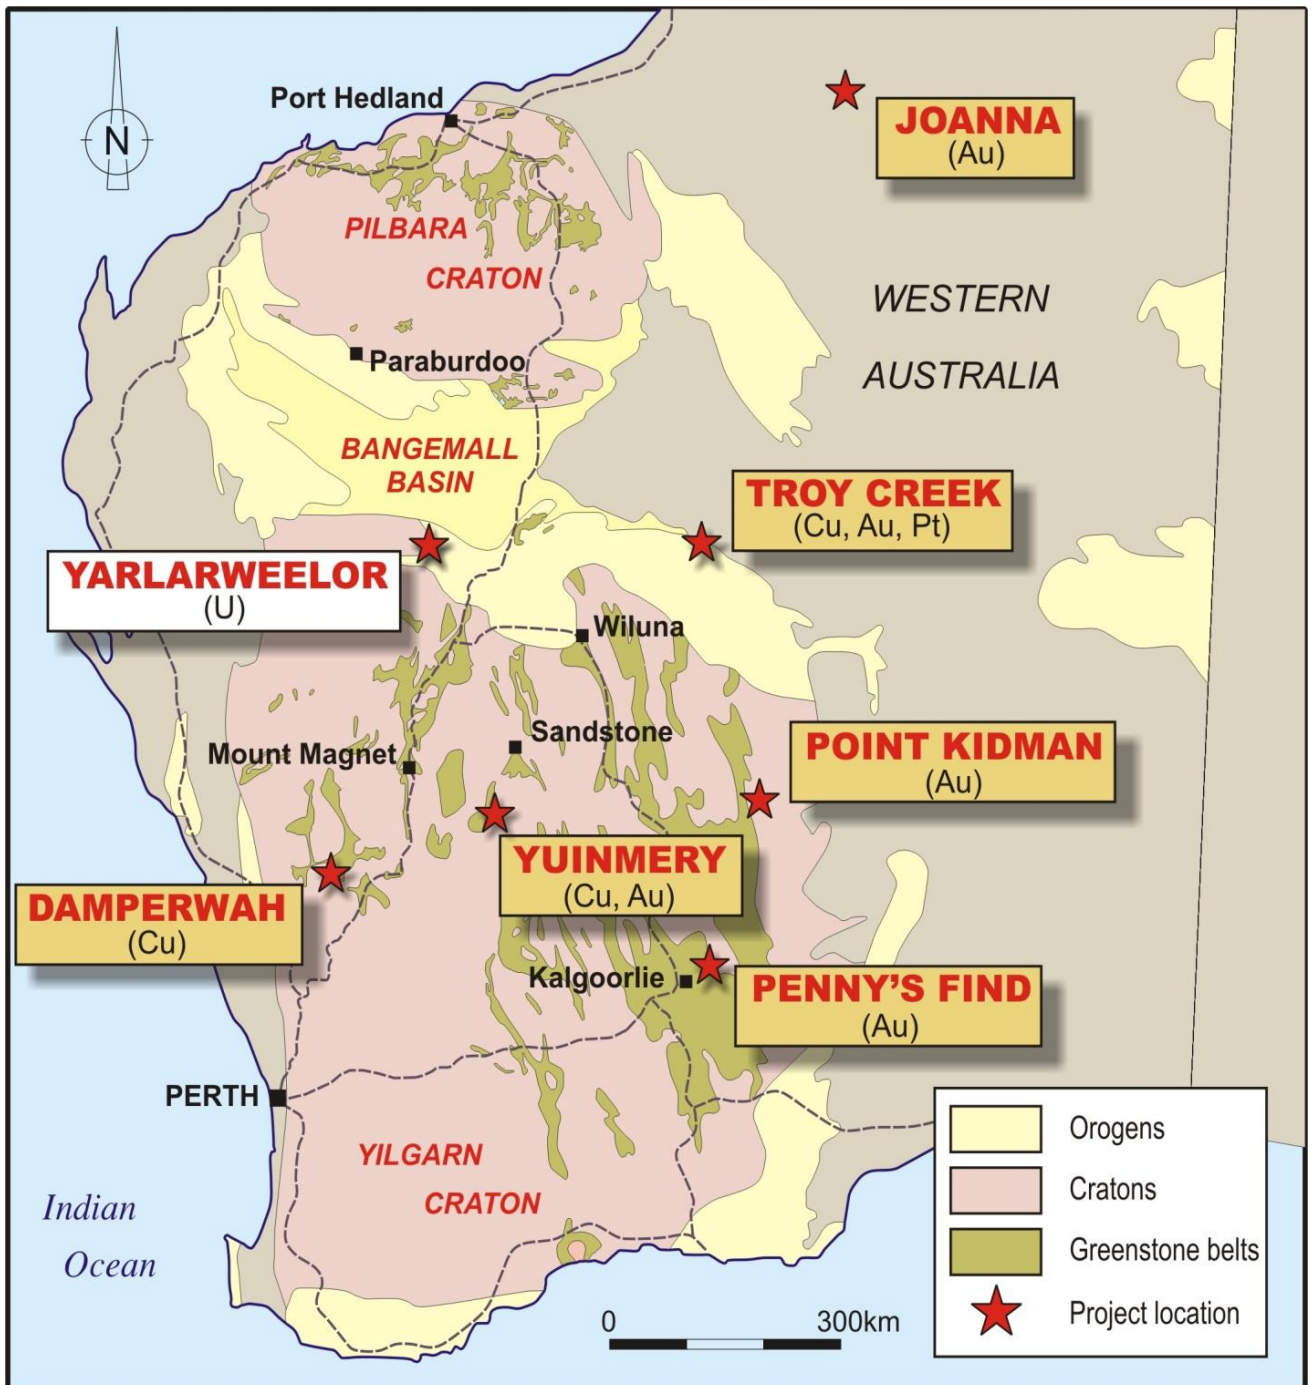 Port Hedland
N
JOANNA
(Au)
PILBARA
CRATON
WESTERN
AUSTRALIA
Paraburdoo
BANGEMALL
BASIN
TROY CREEK
(Cu, Au, Pt)
YARLARWEELOR
(U)
Wiluna
Sandstone
Mount Magnet
POINT KIDMAN
(Au)
YUINMERY
(Cu, Au)
DAMPERWAH
(Cu)
Kalgoorlie
PENNY'S FIND
(Au)
PERTH
YILGARN
CRATON
Indian
Ocean
Orogens
Cratons
Greenstone belts
Project location
0 300km